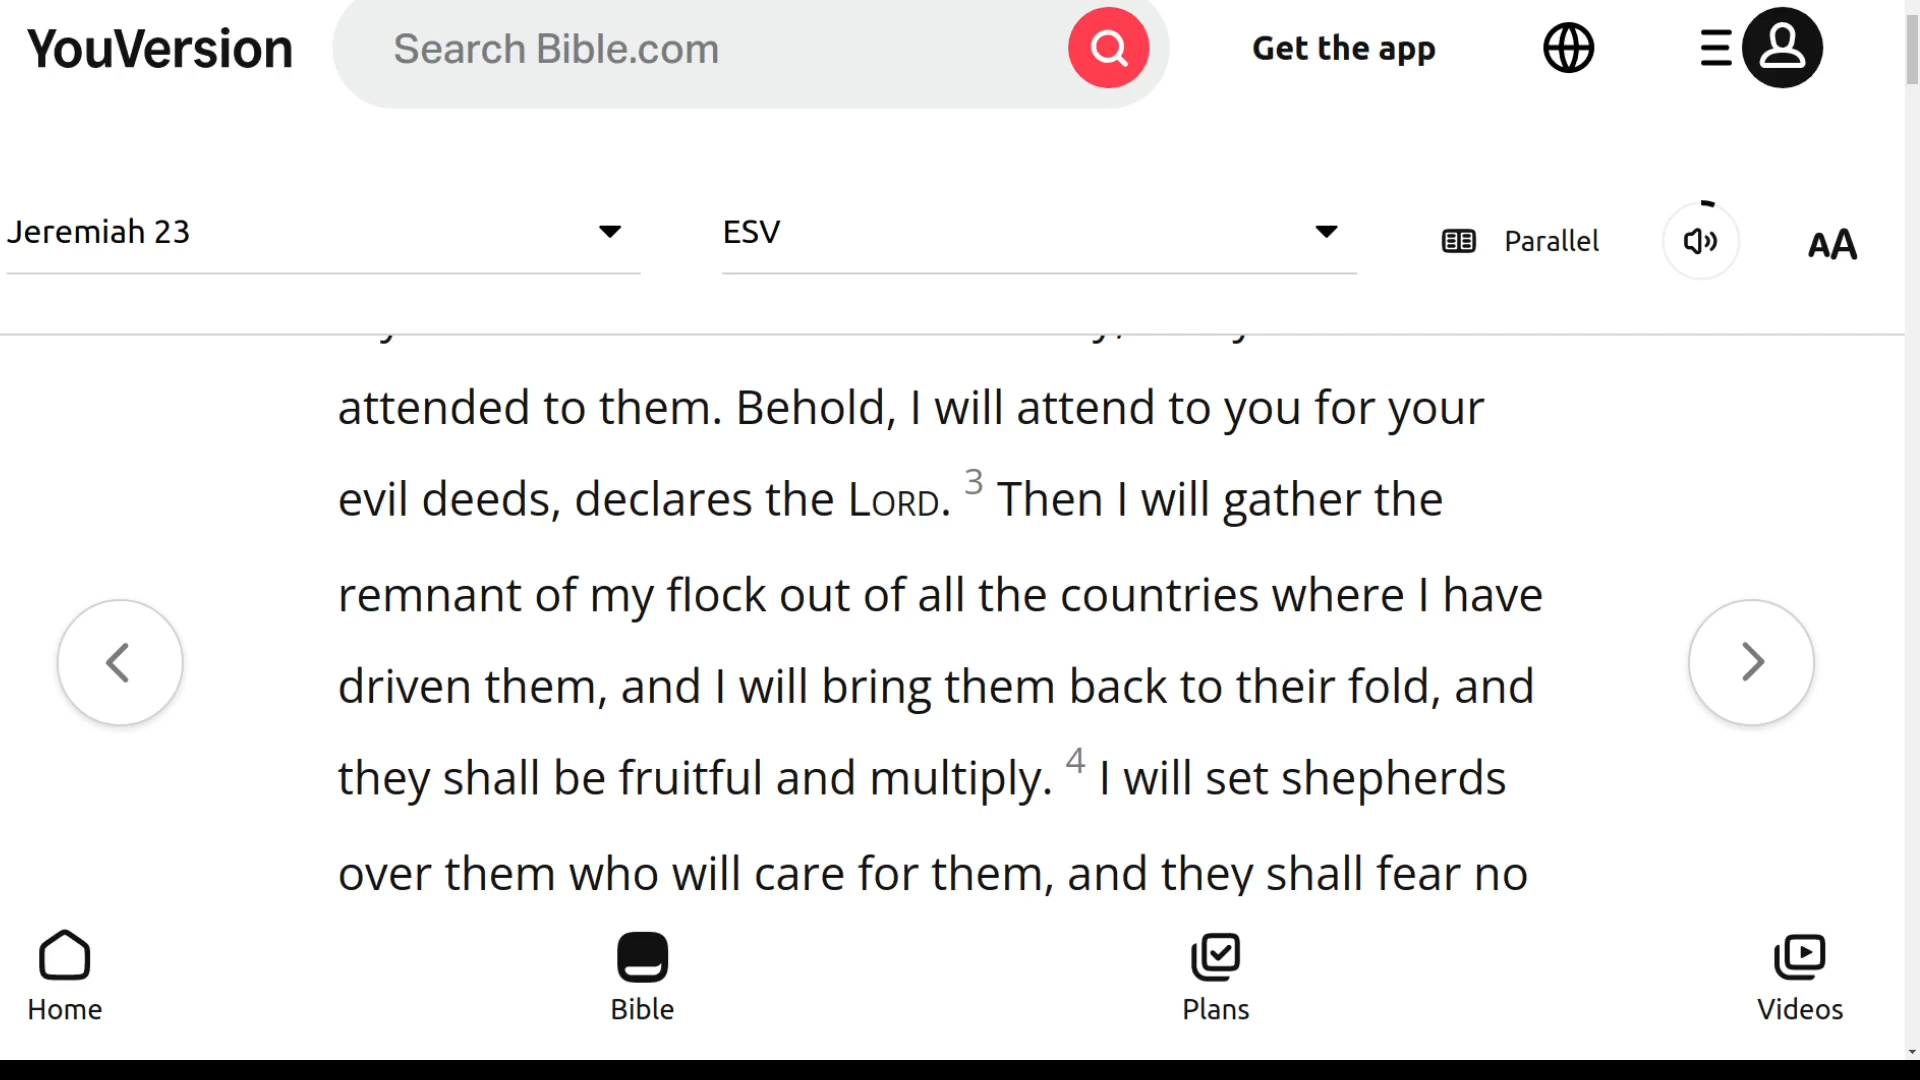 YouVersion
Search Bible.com
Get the app
Jeremiah 23
ESV
Parallel
AA
attended to them. Behold, I will attend to you for your
evil deeds, declares the LORD. 3 Then I will gather the
remnant of my flock out of all the countries where I have
driven them, and I will bring them back to their fold, and
they shall be fruitful and multiply. 4 I will set shepherds
over them who will care for them, and they shall fear no
Home
Bible
Plans
Videos